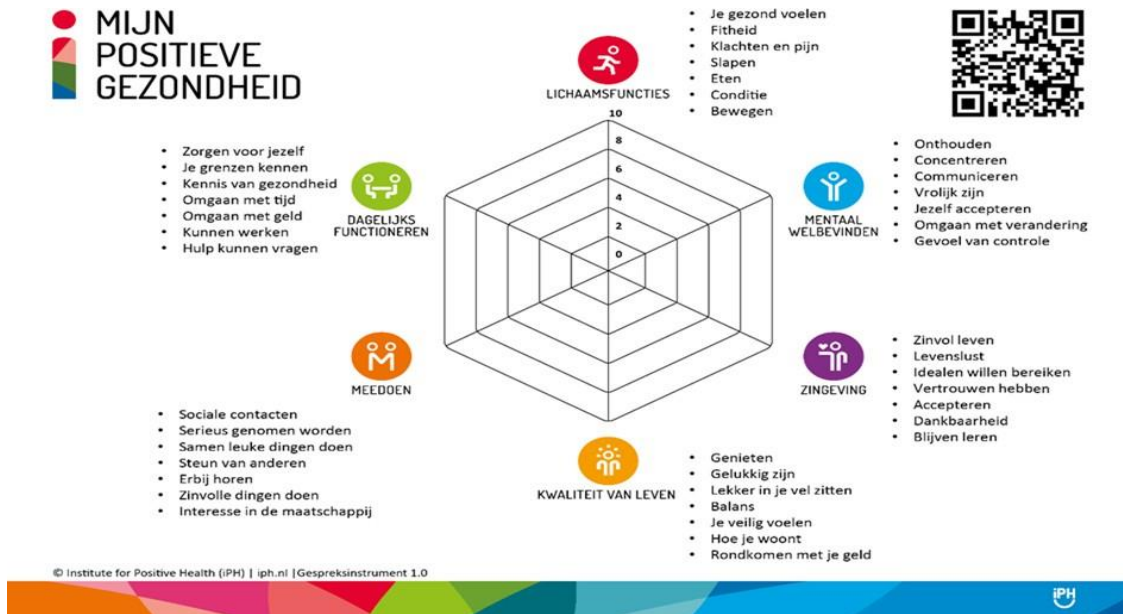 MIJN
POSITIEVE
GEZONDHEID
LICHAAMSFUNCTIES
• Je gezond voelen
• Fitheid
• Klachten en pijn
• Slapen
• Eten
• Conditie
• Bewegen
• Zorgen voor jezelf
• Je grenzen kennen
• Kennis van gezondheid
• Omgaan met tijd
• Omgaan met geld
• Kunnen werken
• Hulp kunnen vragen
DAGELIJKS
FUNCTIONEREN
10
8
6
4
2
0
MENTAAL
WELBEVINDEN
• Onthouden
• Concentreren
• Communiceren
• Vrolijk zijn
• Jezelf accepteren
• Omgaan met verandering
• Gevoel van controle
MEEDOEN
• Sociale contacten
• Serieus genomen worden
• Samen leuke dingen doen
• Steun van anderen
• Erbij horen
• Zinvolle dingen doen
• Interesse in de maatschappij
ZINGEVING
• Zinvol leven
• Levenslust
• Idealen willen bereiken
• Vertrouwen hebben
• Accepteren
• Dankbaarheid
• Blijven leren
KWALITEIT VAN LEVEN
• Genieten
• Gelukkig zijn
• Lekker in je vel zitten
• Balans
• Je veilig voelen
• Hoe je woont
• Rondkomen met je geld
© Institute for Positive Health (iPH) | iph.nl |Gespreksinstrument 1.0
iPH